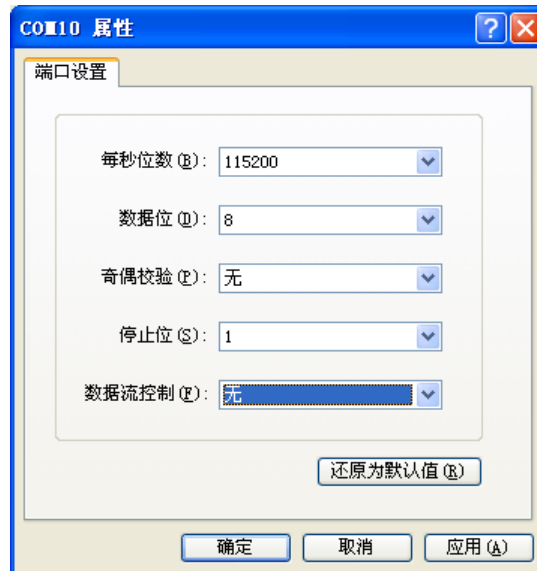 COM10 属性
端口设置
每秒位数(B): 115200
数据位(D): 8
奇偶校验(P): 无
停止位(S): 1
数据流控制(F): 无
还原为默认值(R)
确定 取消 应用(A)